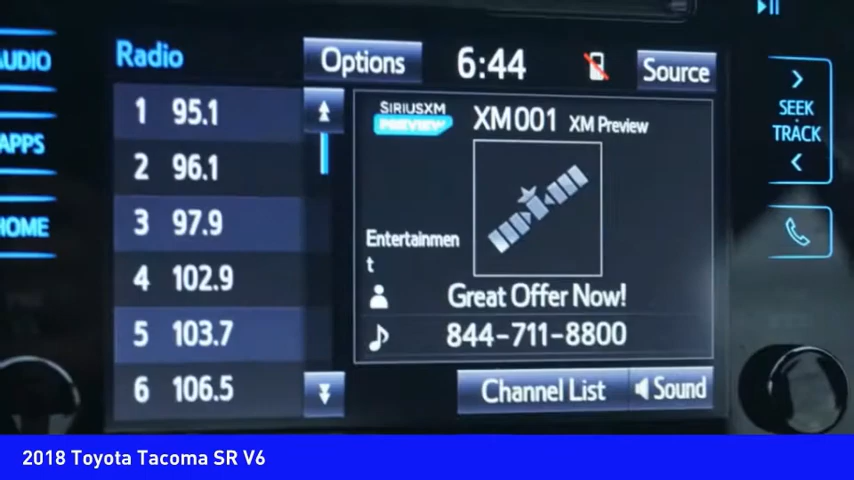 AUDIO
APPS
HOME
Radio
Options
6:44
Source
1 95.1
2 96.1
3 97.9
4 102.9
5 103.7
6 106.5
SIRIUSXM
PREVIEW
XM001 XM Preview
Entertainmen
t
Great Offer Now!
844-711-8800
Channel List
Sound
SEEK
TRACK
2018 Toyota Tacoma SR V6